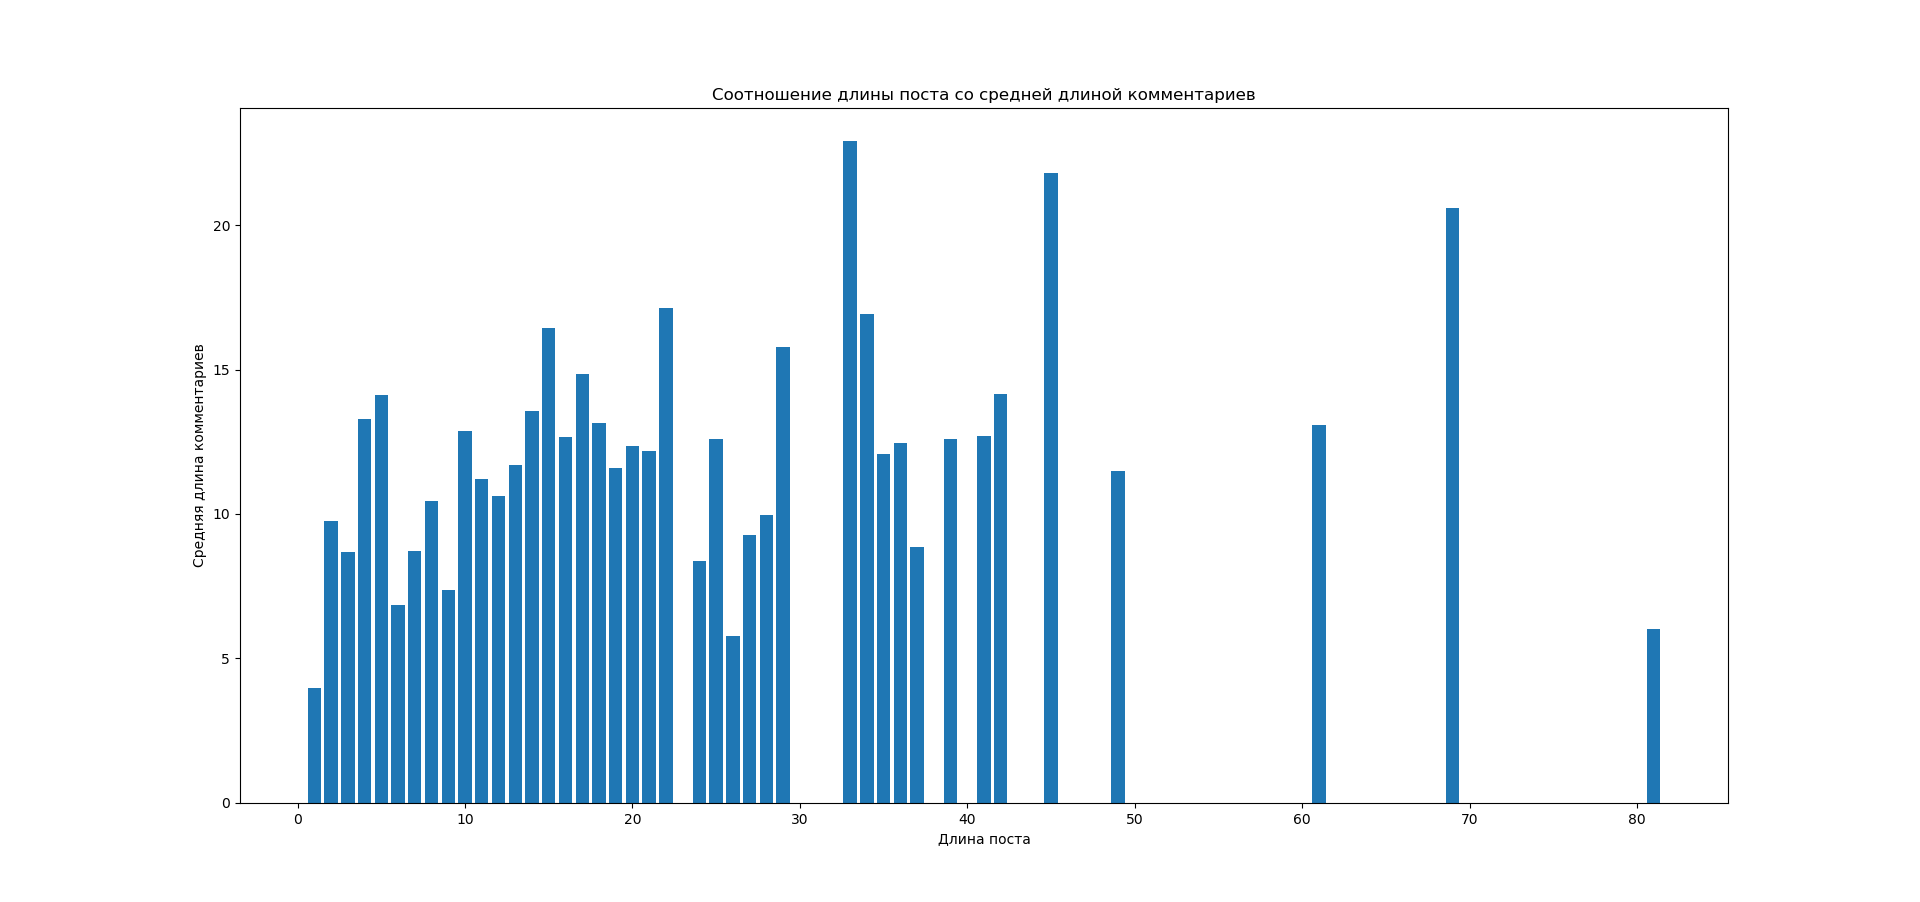 Соотношение длины поста со средней длиной комментариев
Средняя длина комментариев
20
15
10
5
0
0 10 20 30 40 50 60 70 80
Длина поста